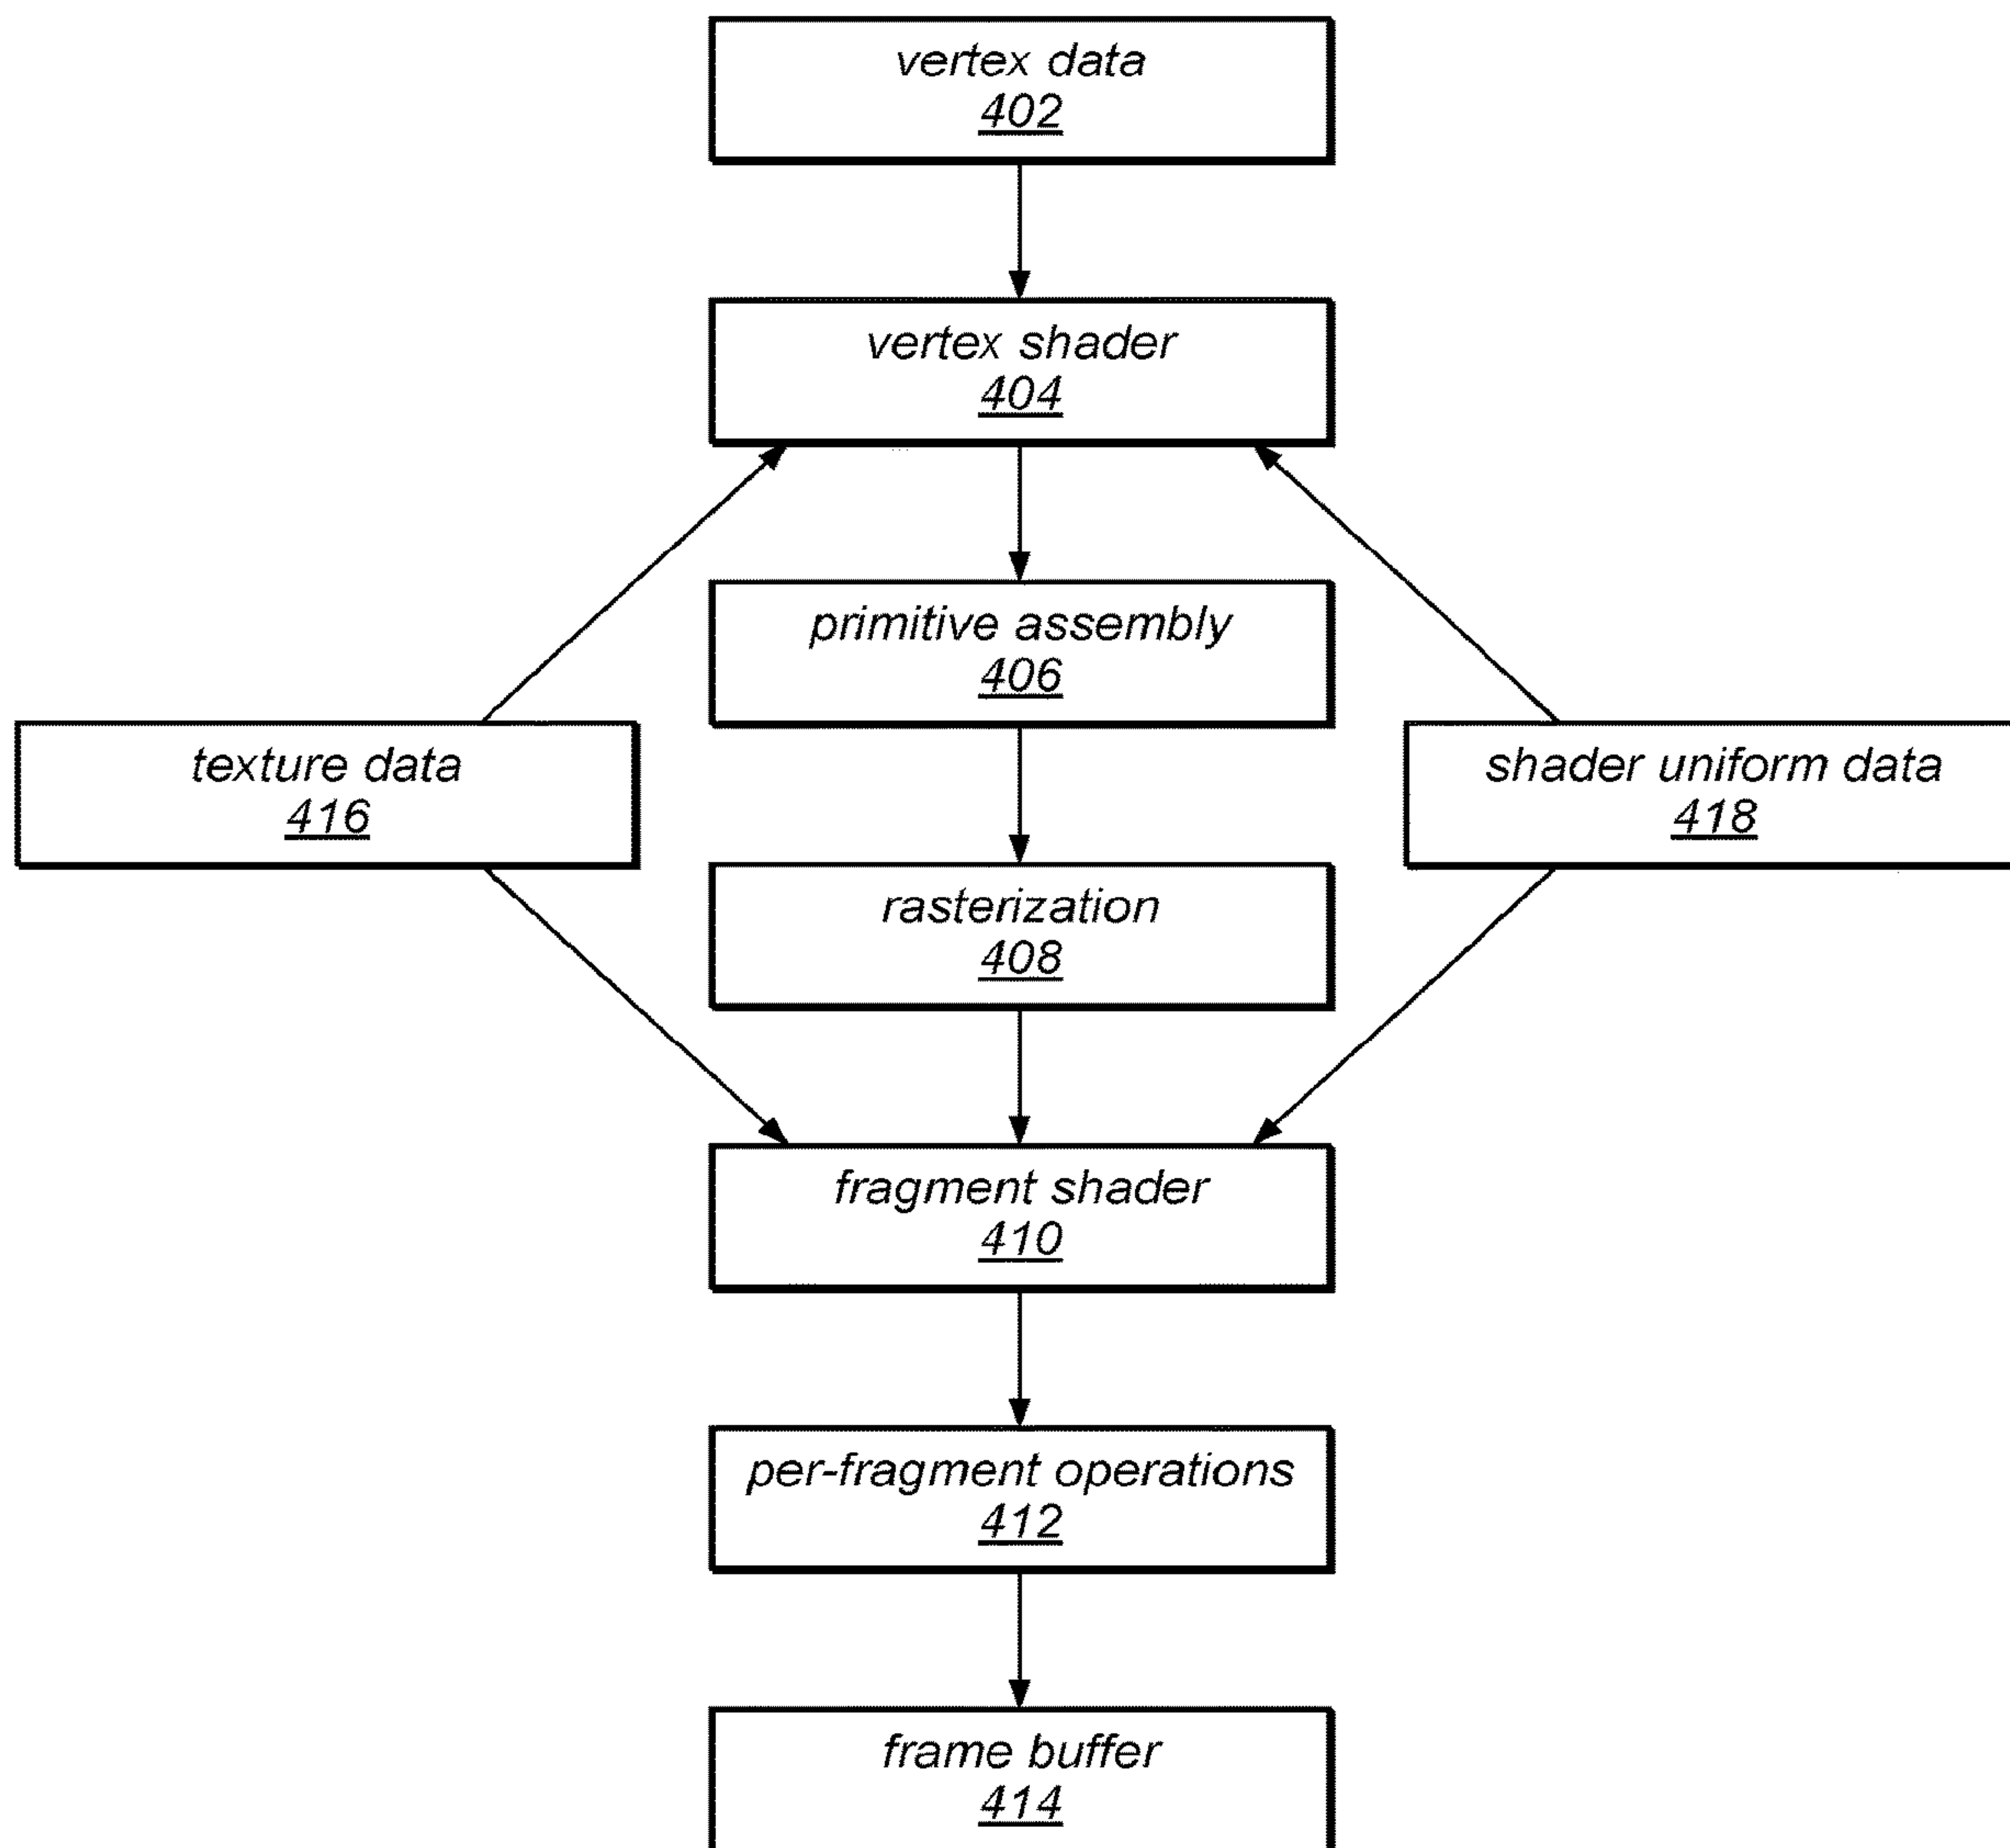 vertex data
402
vertex shader
404
primitive assembly
406
texture data
416
shader uniform data
418
rasterization
408
fragment shader
410
per-fragment operations
412
frame buffer
414